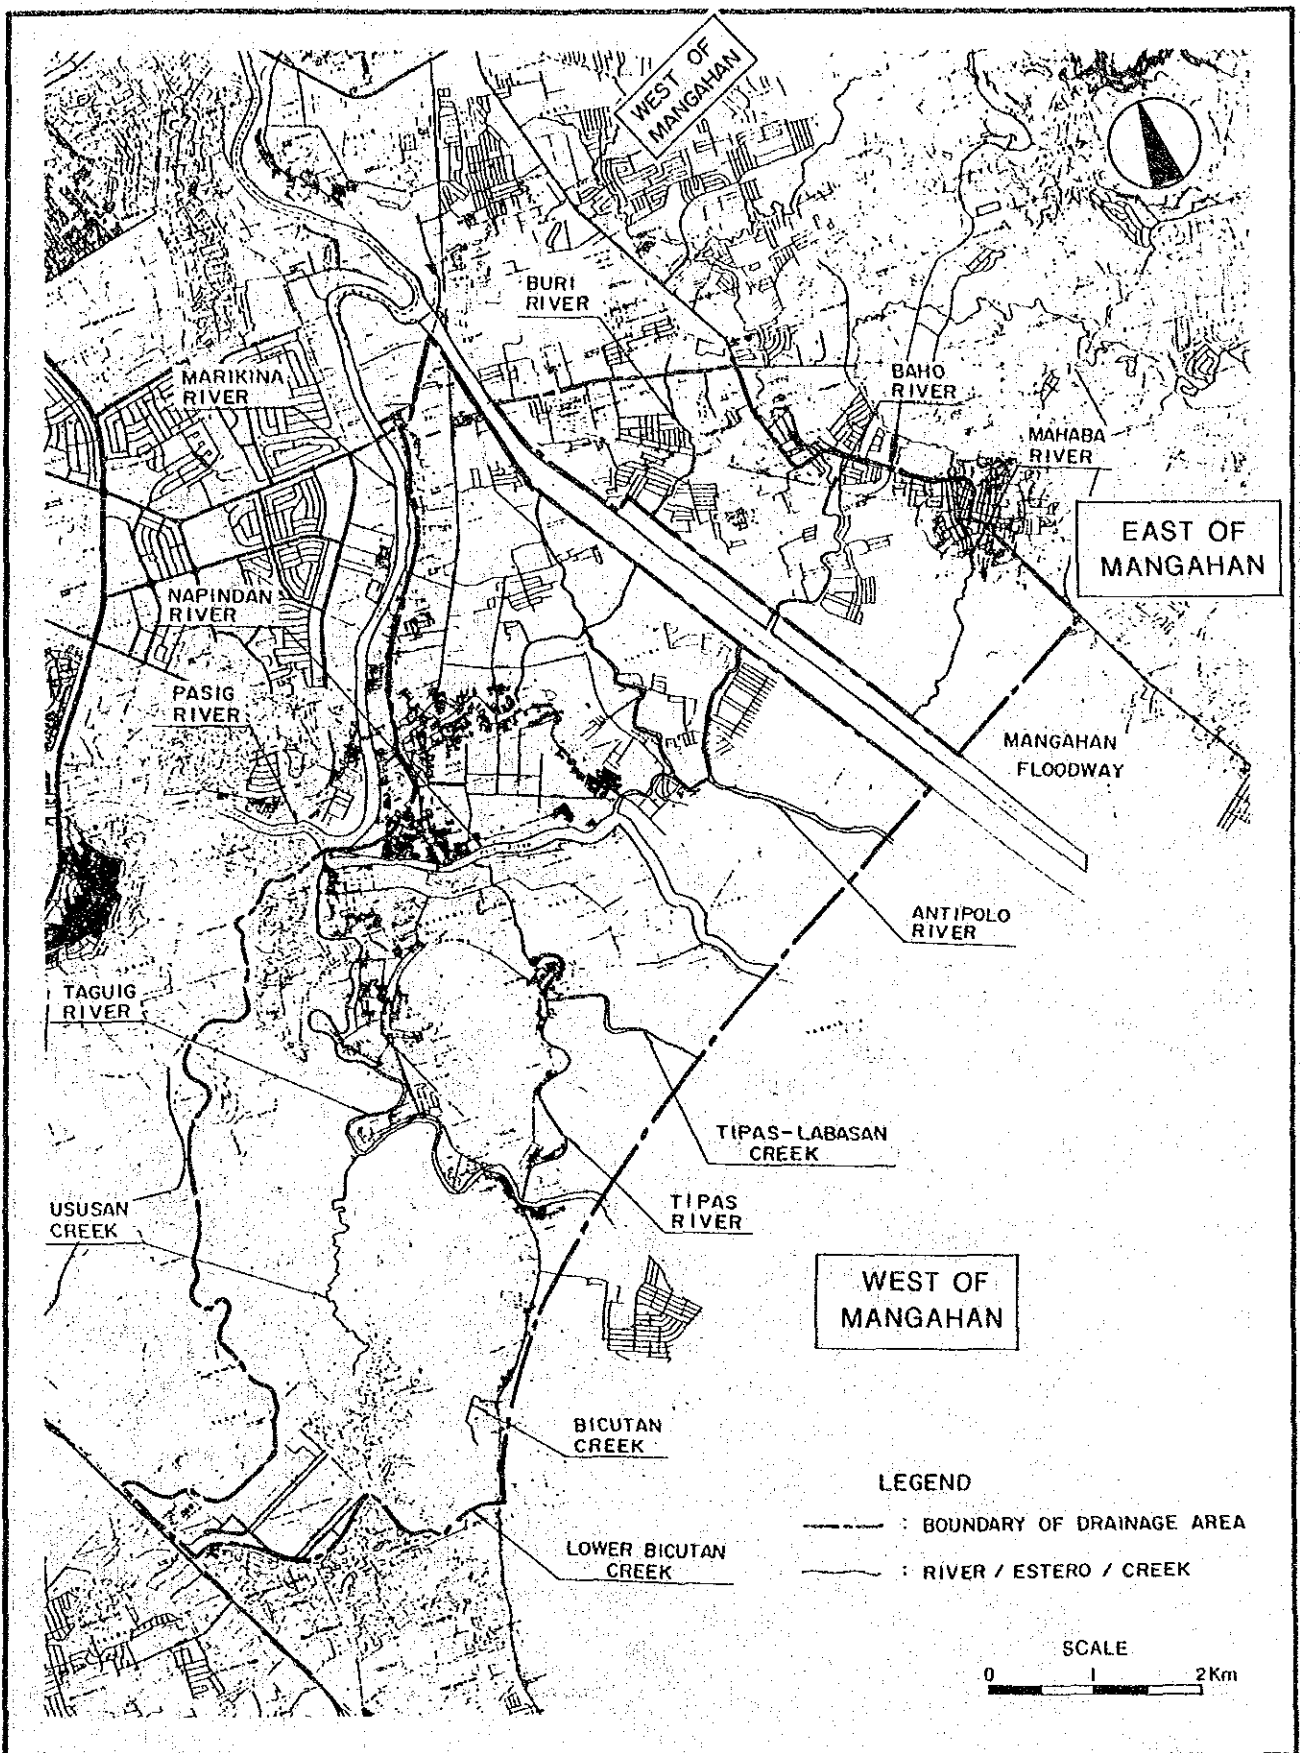 WEST OF
MANGAHAN
BURI
RIVER
MARIKINA
RIVER
BAHO
RIVER
MAHABA
RIVER
EAST OF
MANGAHAN
NAPINDAN
RIVER
PASIG
RIVER
MANGAHAN
FLOODWAY
ANTIPOLO
RIVER
TAGUIG
RIVER
TIPAS-LABASAN
CREEK
TIPAS
RIVER
USUSAN
CREEK
WEST OF
MANGAHAN
BICUTAN
CREEK
LOWER BICUTAN
CREEK
LEGEND
: BOUNDARY OF DRAINAGE AREA
: RIVER / ESTERO / CREEK
SCALE
0 1 2 Km